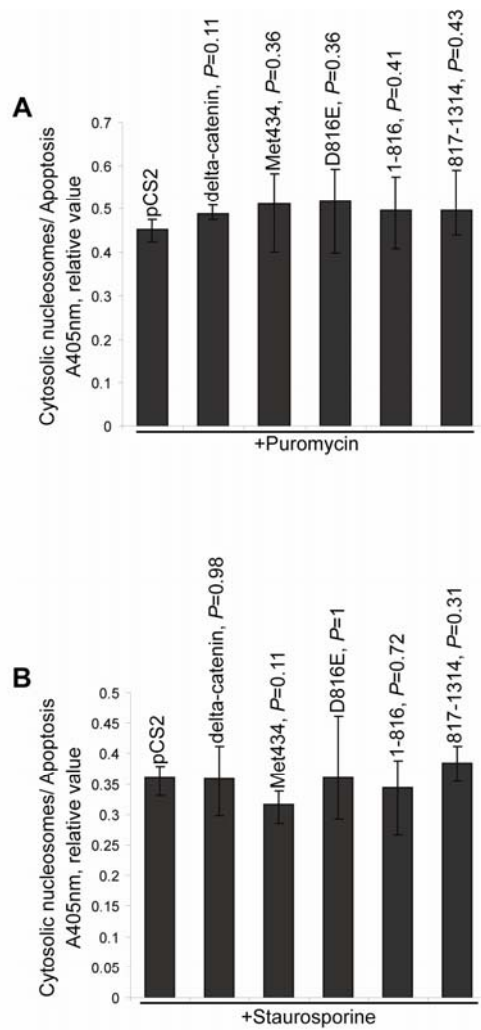 A
Cytosolic nucleosomes/ Apoptosis
A405nm, relative value
0.7
0.6
0.5
0.4
0.3
0.2
0.1
0
pCS2
delta-catenin, P=0.11
Met434, P=0.36
D816E, P=0.36
1-816, P=0.41
817-1314, P=0.43
+Puromycin
B
Cytosolic nucleosomes/ Apoptosis
A405nm, relative value
0.5
0.45
0.4
0.35
0.3
0.25
0.2
0.15
0.1
0.05
0
pCS2
delta-catenin, P=0.98
Met434, P=0.11
D816E, P=1
1-816, P=0.72
817-1314, P=0.31
+Staurosporine